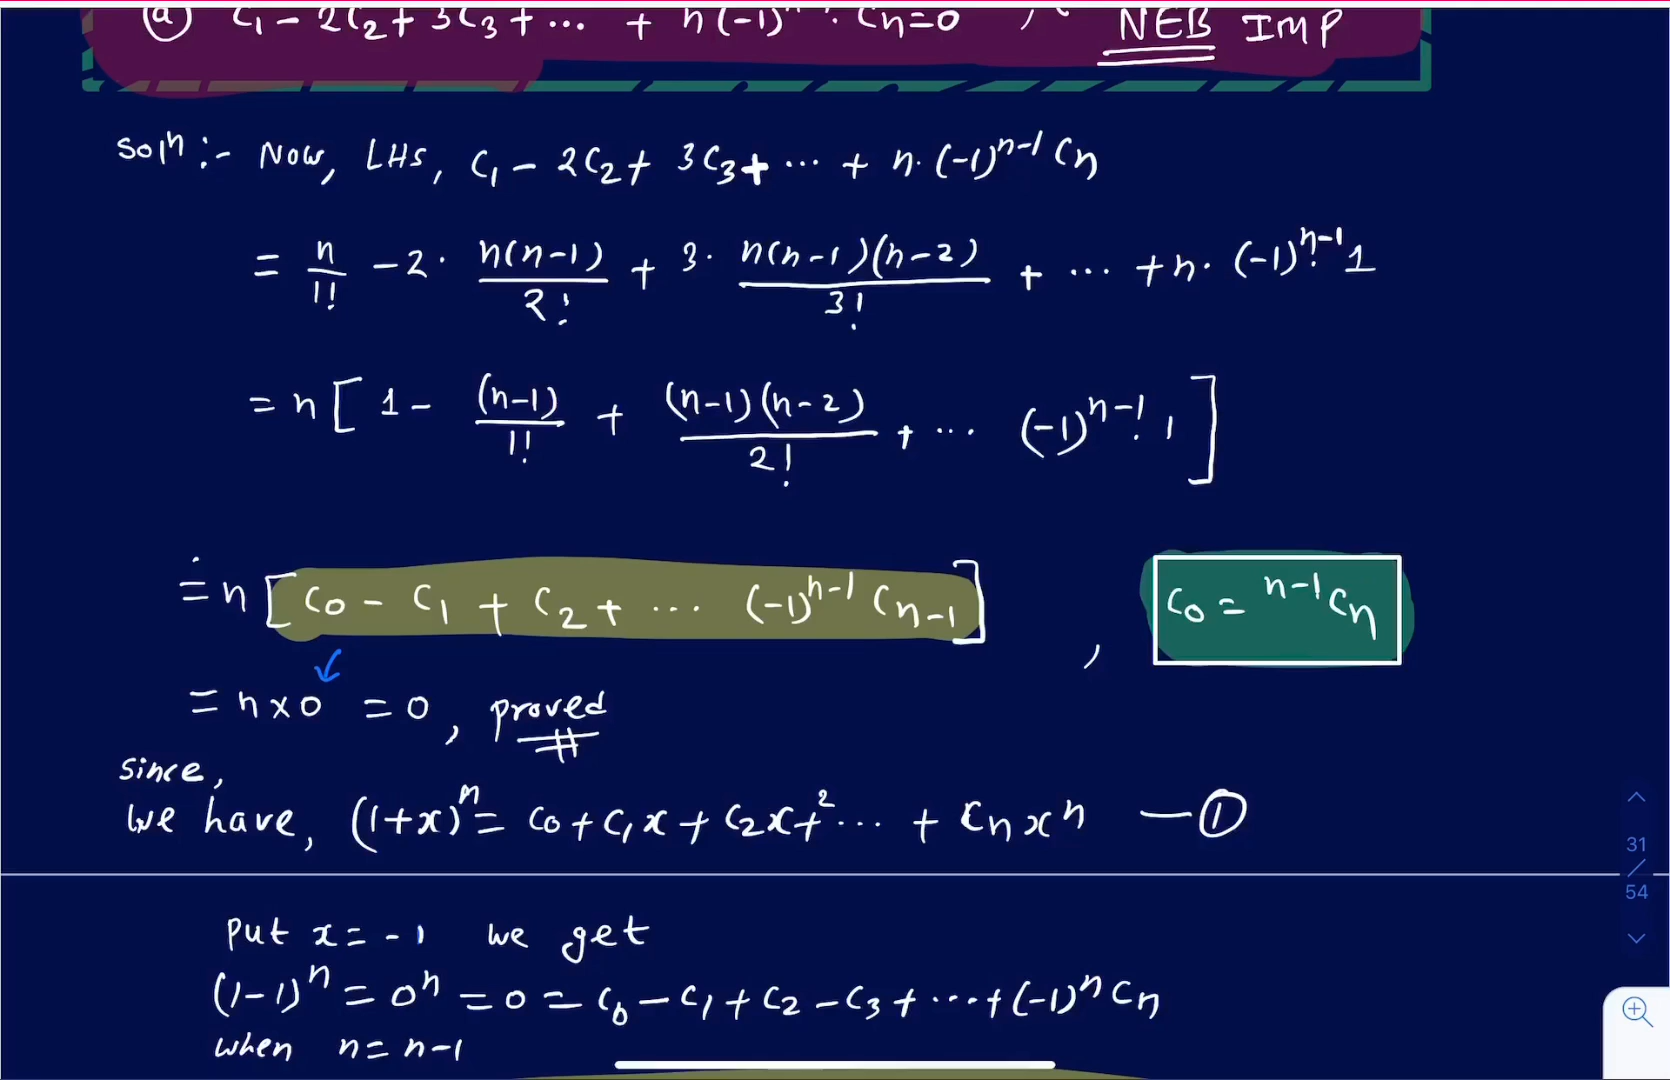 (a) C₁ - 2C₂ + 3C₃ + ... + n(-1)ⁿ⁻¹. Cn=0 , NEB IMP
Solⁿ :- Now, LHS, C₁ - 2C₂ + 3C₃ + ... + n. (-1)ⁿ⁻¹ Cn
= n/1! - 2. n(n-1)/2! + 3. n(n-1)(n-2)/3! + ... + n. (-1)ⁿ⁻¹. 1
= n [ 1 - (n-1)/1! + (n-1)(n-2)/2! + ... (-1)ⁿ⁻¹. 1 ]
= n [ C₀ - C₁ + C₂ + ... (-1)ⁿ⁻¹ Cn-1 ] , C₀ = ⁿ⁻¹Cn
= n×0 = 0, proved
since,
we have, (1+x)ⁿ = C₀ + C₁x + C₂x² + ... + Cn xⁿ — ①
31
/
54
put x = -1 we get
(1-1)ⁿ = 0ⁿ = 0 = C₀ - C₁ + C₂ - C₃ + ... + (-1)ⁿ Cn
when n = n-1